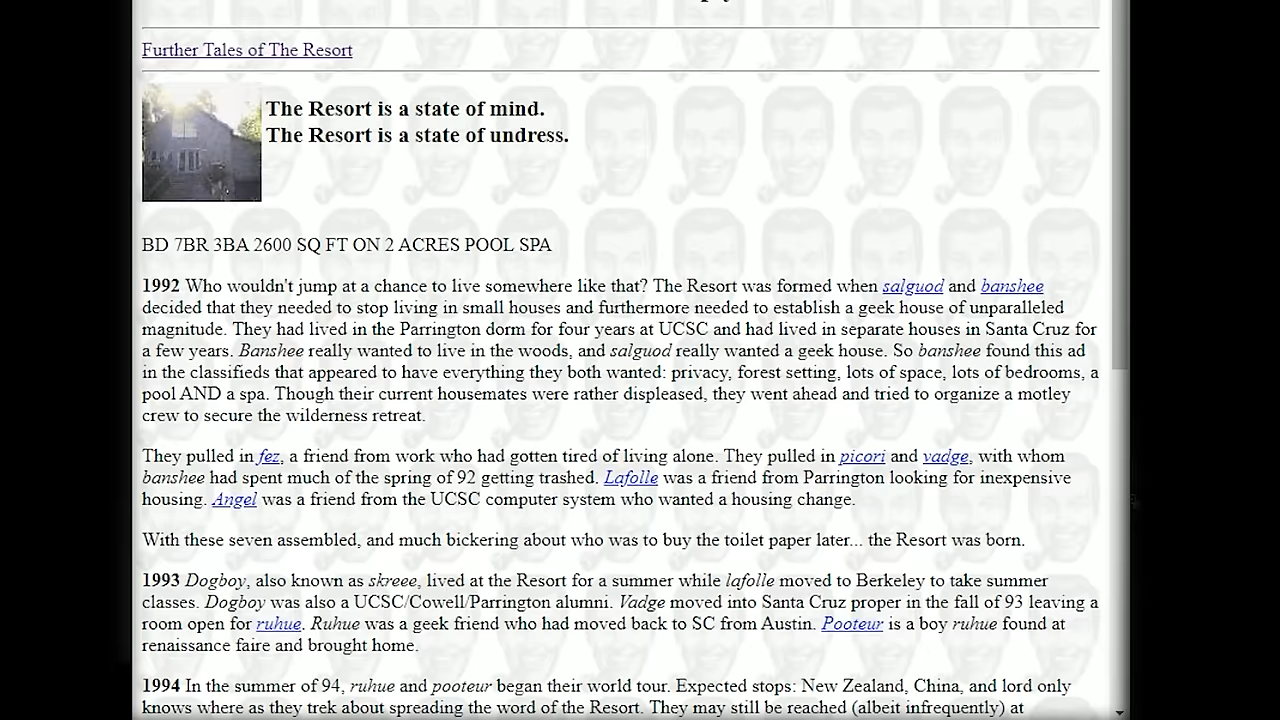 Further Tales of The Resort
The Resort is a state of mind.
The Resort is a state of undress.
BD 7BR 3BA 2600 SQ FT ON 2 ACRES POOL SPA
1992 Who wouldn't jump at a chance to live somewhere like that? The Resort was formed when salguod and banshee
decided that they needed to stop living in small houses and furthermore needed to establish a geek house of unparalleled
magnitude. They had lived in the Parrington dorm for four years at UCSC and had lived in separate houses in Santa Cruz for
a few years. Banshee really wanted to live in the woods, and salguod really wanted a geek house. So banshee found this ad
in the classifieds that appeared to have everything they both wanted: privacy, forest setting, lots of space, lots of bedrooms, a
pool AND a spa. Though their current housemates were rather displeased, they went ahead and tried to organize a motley
crew to secure the wilderness retreat.
They pulled in fez, a friend from work who had gotten tired of living alone. They pulled in picori and vadge, with whom
banshee had spent much of the spring of 92 getting trashed. Lafolle was a friend from Parrington looking for inexpensive
housing. Angel was a friend from the UCSC computer system who wanted a housing change.
With these seven assembled, and much bickering about who was to buy the toilet paper later... the Resort was born.
1993 Dogboy, also known as skreee, lived at the Resort for a summer while lafolle moved to Berkeley to take summer
classes. Dogboy was also a UCSC/Cowell/Parrington alumni. Vadge moved into Santa Cruz proper in the fall of 93 leaving a
room open for ruhue. Ruhue was a geek friend who had moved back to SC from Austin. Pooteur is a boy ruhue found at
renaissance faire and brought home.
1994 In the summer of 94, ruhue and pooteur began their world tour. Expected stops: New Zealand, China, and lord only
knows where as they trek about spreading the word of the Resort. They may still be reached (albeit infrequently) at